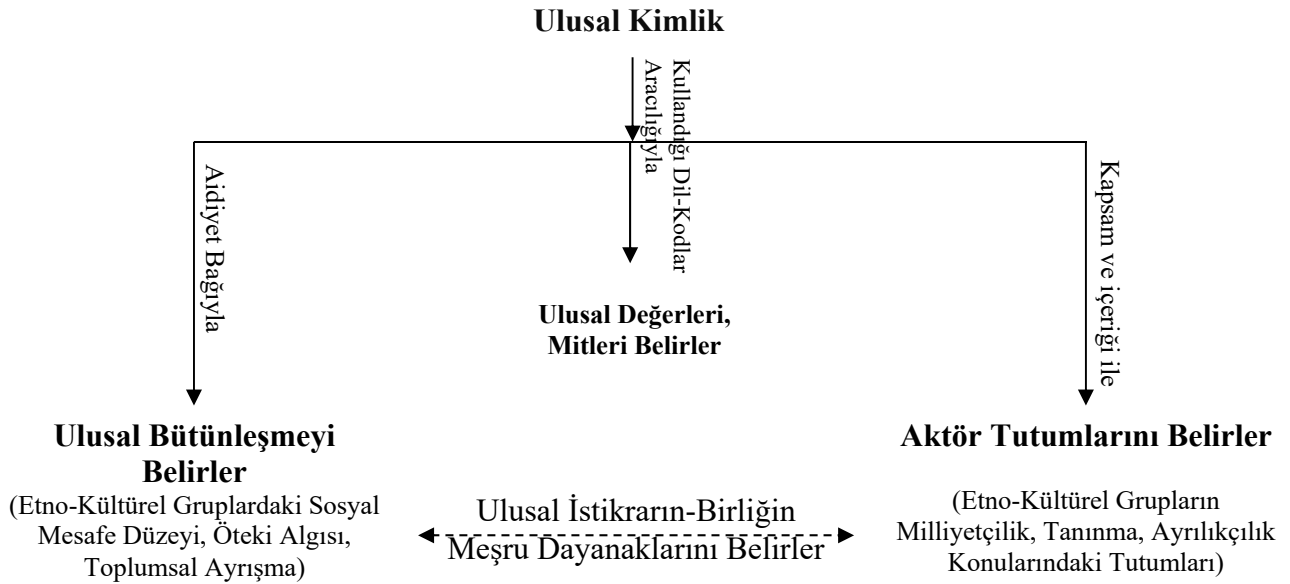 Ulusal Kimlik
Kullandığı Dil-Kodlar
Aracılığıyla
Aidiyet Bağıyla
Kapsam ve içeriği ile
Ulusal Değerleri,
Mitleri Belirler
Ulusal Bütünleşmeyi
Belirler
(Etno-Kültürel Gruplardaki Sosyal
Mesafe Düzeyi, Öteki Algısı,
Toplumsal Ayrışma)
Ulusal İstikrarın-Birliğin
Meşru Dayanaklarını Belirler
Aktör Tutumlarını Belirler
(Etno-Kültürel Grupların
Milliyetçilik, Tanınma, Ayrılıkçılık
Konularındaki Tutumları)